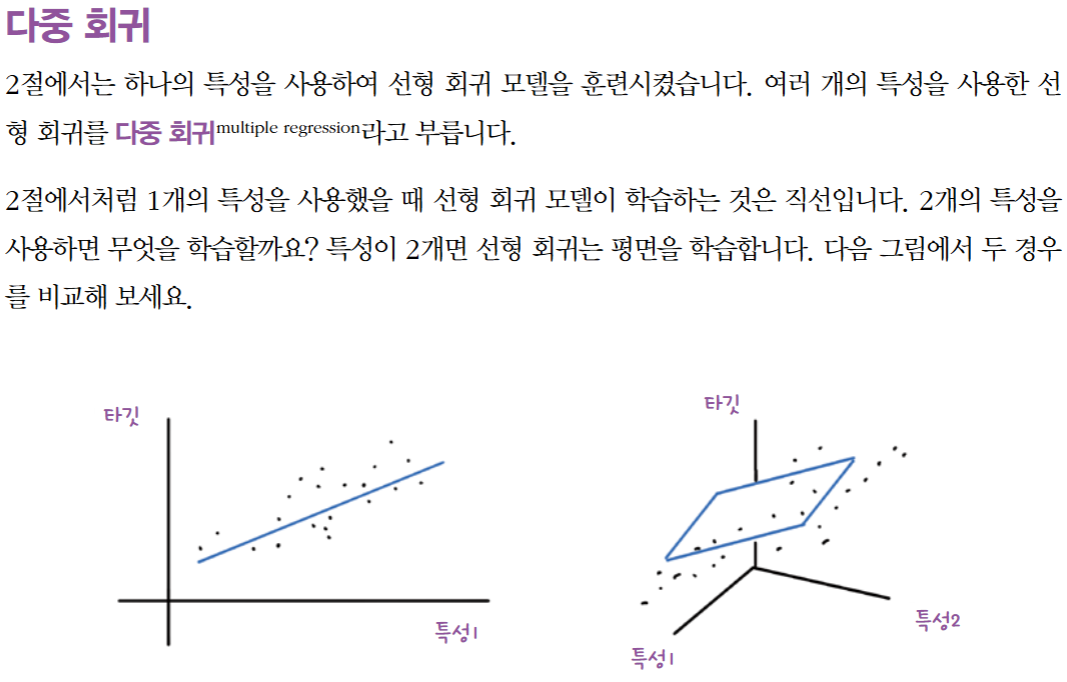 다중 회귀
2절에서는 하나의 특성을 사용하여 선형 회귀 모델을 훈련시켰습니다. 여러 개의 특성을 사용한 선
형 회귀를 다중 회귀multiple regression라고 부릅니다.
2절에서처럼 1개의 특성을 사용했을 때 선형 회귀 모델이 학습하는 것은 직선입니다. 2개의 특성을
사용하면 무엇을 학습할까요? 특성이 2개면 선형 회귀는 평면을 학습합니다. 다음 그림에서 두 경우
를 비교해 보세요.
타깃
특성1
타깃
특성2
특성1